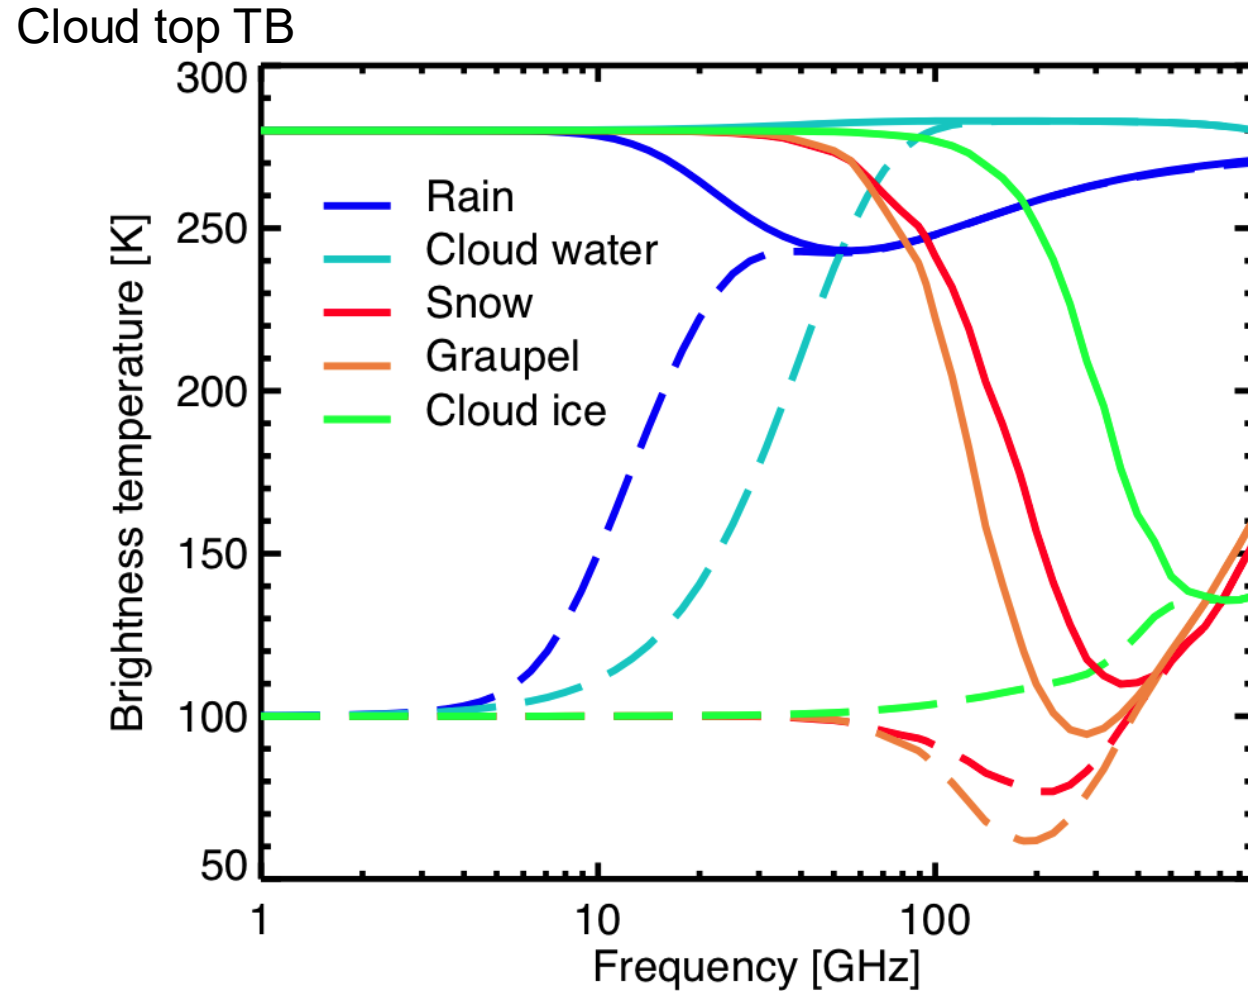 Cloud top TB
300
250
200
150
100
50
Brightness temperature [K]
Rain
Cloud water
Snow
Graupel
Cloud ice
1
10
100
Frequency [GHz]